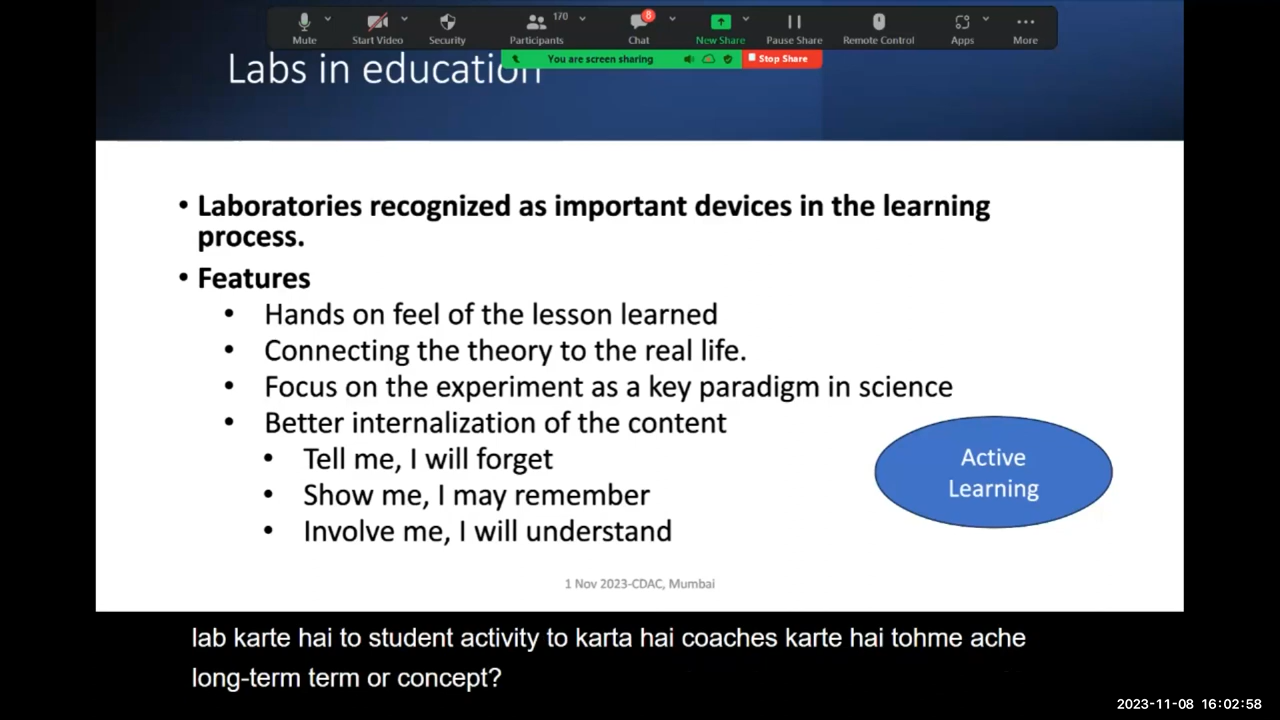 170
8
Mute
Start Video
Security
Participants
Chat
New Share
Pause Share
Remote Control
Apps
More
You are screen sharing
Stop Share
Labs in education
• Laboratories recognized as important devices in the learning
process.
• Features
• Hands on feel of the lesson learned
• Connecting the theory to the real life.
• Focus on the experiment as a key paradigm in science
• Better internalization of the content
• Tell me, I will forget
• Show me, I may remember
• Involve me, I will understand
Active
Learning
1 Nov 2023-CDAC, Mumbai
lab karte hai to student activity to karta hai coaches karte hai tohme ache
long-term term or concept?
2023-11-08 16:02:58